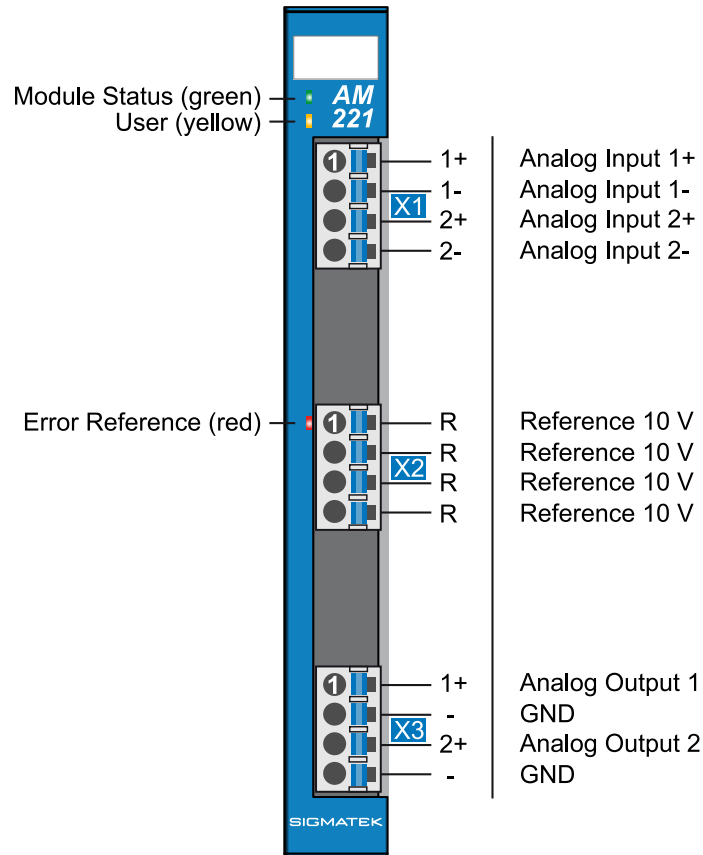 Module Status (green)
User (yellow)
AM
221
1 1+ Analog Input 1+
1- Analog Input 1-
X1
2+ Analog Input 2+
2- Analog Input 2-
Error Reference (red)
1 R Reference 10 V
R Reference 10 V
X2
R Reference 10 V
R Reference 10 V
1 1+ Analog Output 1
- GND
X3
2+ Analog Output 2
- GND
SIGMATEK